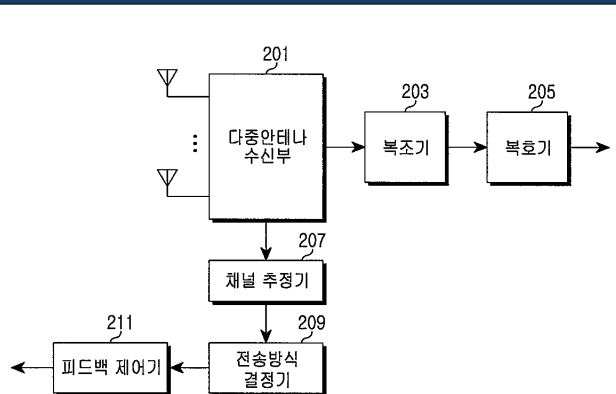 201
203
205
다중안테나
수신부
복조기
복호기
207
채널 추정기
211
209
피드백 제어기
전송방식
결정기